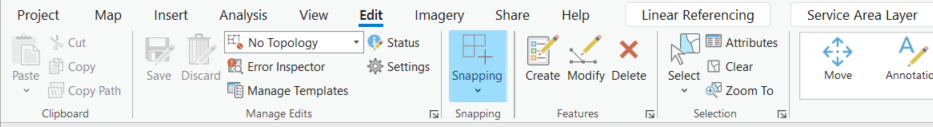 Project Map Insert Analysis View Edit Imagery Share Help Linear Referencing Service Area Layer
Paste
Cut
Copy
Copy Path
Clipboard
Save
Discard
No Topology
Error Inspector
Manage Templates
Status
Settings
Manage Edits
Snapping
Snapping
Create
Modify
Delete
Features
Select
Attributes
Clear
Zoom To
Selection
Move
Annotatio